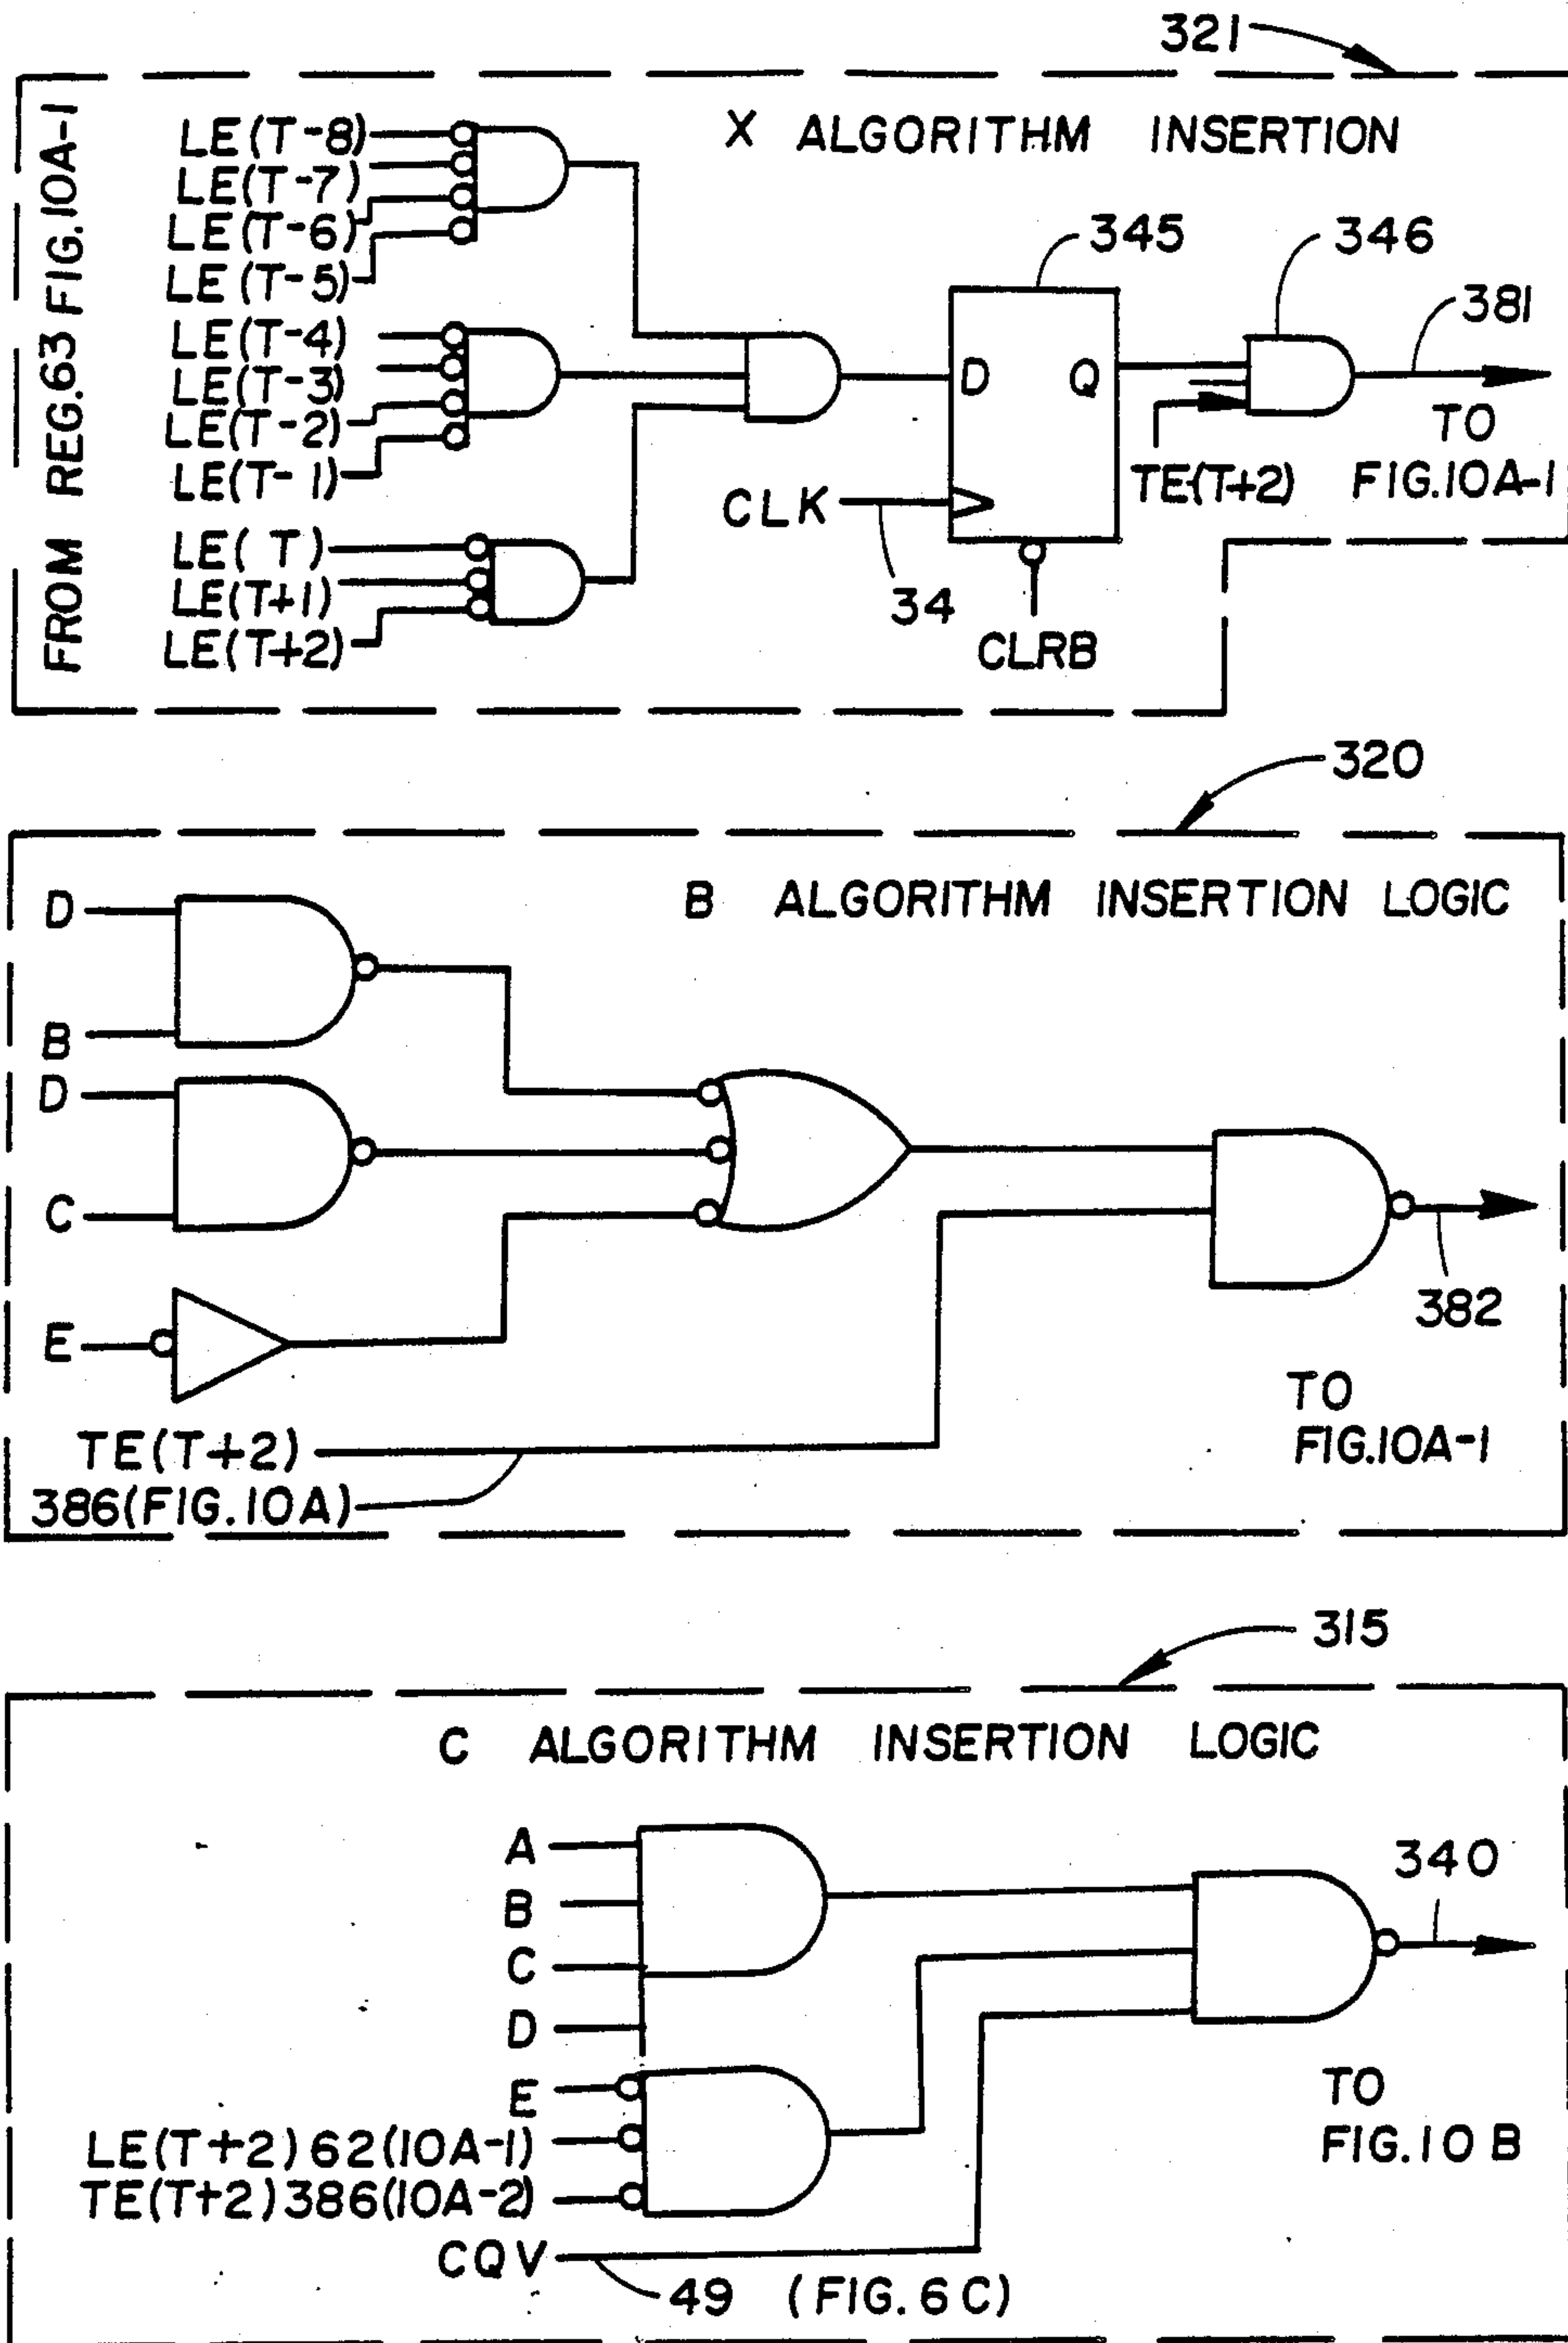 321
X ALGORITHM INSERTION
FROM REG.63 FIG.10A-1
LE(T-8)
LE(T-7)
LE(T-6)
LE(T-5)
LE(T-4)
LE(T-3)
LE(T-2)
LE(T-1)
LE(T)
LE(T+1)
LE(T+2)
345
346
381
D
Q
CLK
34
CLRB
TE(T+2)
TO
FIG.10A-1
320
B ALGORITHM INSERTION LOGIC
D
B
D
C
E
TE(T+2)
386(FIG.10A)
382
TO
FIG.10A-1
315
C ALGORITHM INSERTION LOGIC
A
B
C
D
E
LE(T+2)62(10A-1)
TE(T+2)386(10A-2)
CQV
49 (FIG.6C)
340
TO
FIG.10B